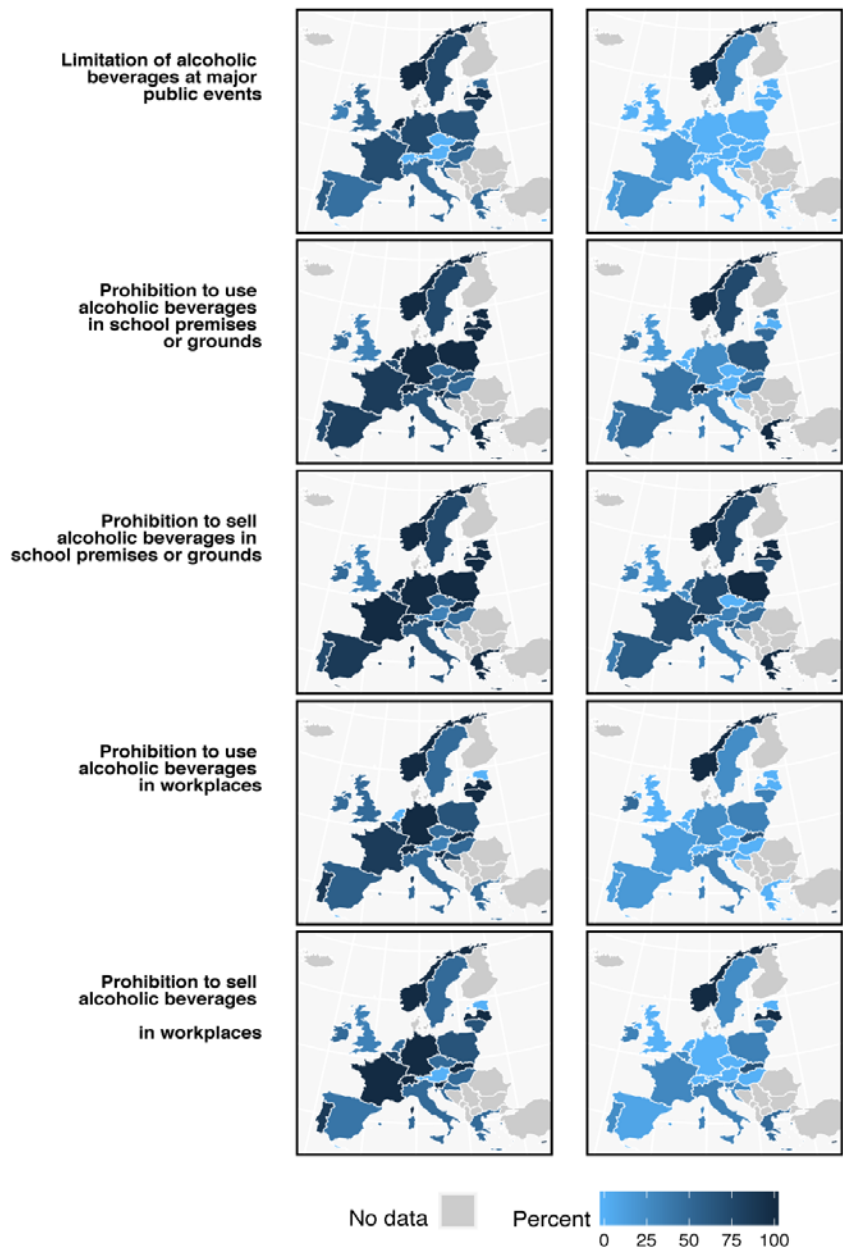 Limitation of alcoholic
beverages at major
public events
Prohibition to use
alcoholic beverages
in school premises
or grounds
Prohibition to sell
alcoholic beverages in
school premises or grounds
Prohibition to use
alcoholic beverages
in workplaces
Prohibition to sell
alcoholic beverages
in workplaces
No data
Percent
0 25 50 75 100